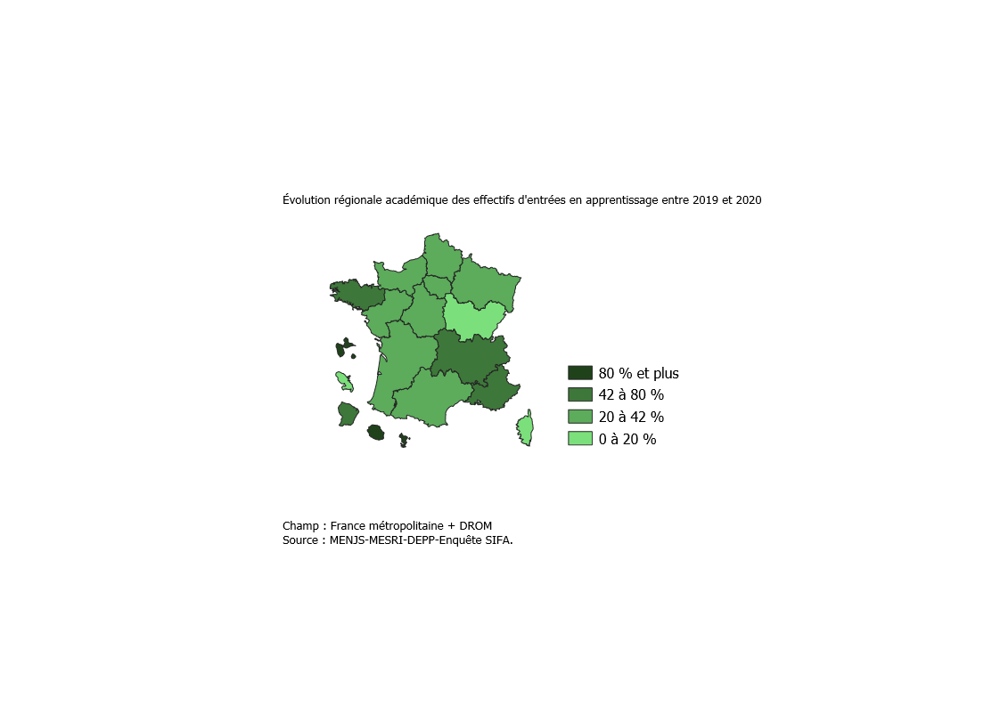 Évolution régionale académique des effectifs d'entrées en apprentissage entre 2019 et 2020
80 % et plus
42 à 80 %
20 à 42 %
0 à 20 %
Champ : France métropolitaine + DROM
Source : MENJS-MESRI-DEPP-Enquête SIFA.